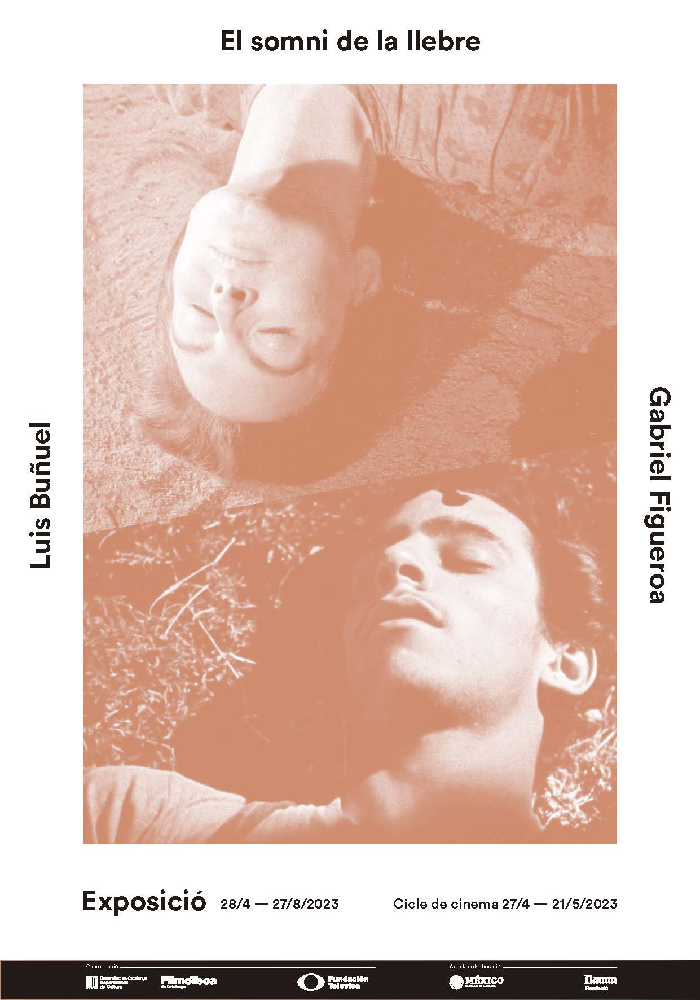 El somni de la llebre
Luis Buñuel
Gabriel Figueroa
Exposició 28/4 — 27/8/2023
Cicle de cinema 27/4 — 21/5/2023
Coproducció
Generalitat de Catalunya
Departament
de Cultura
FilmoTeca
de Catalunya
Fundación
Televisa
Amb la col·laboració
MÉXICO
Damm
Fundació